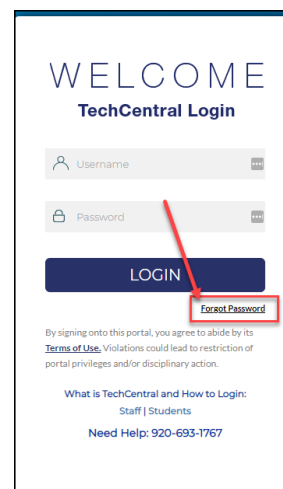 WELCOME
TechCentral Login
Username
Password
LOGIN
Forgot Password
By signing onto this portal, you agree to abide by its
Terms of Use. Violations could lead to restriction of
portal privileges and/or disciplinary action.
What is TechCentral and How to Login:
Staff | Students
Need Help: 920-693-1767